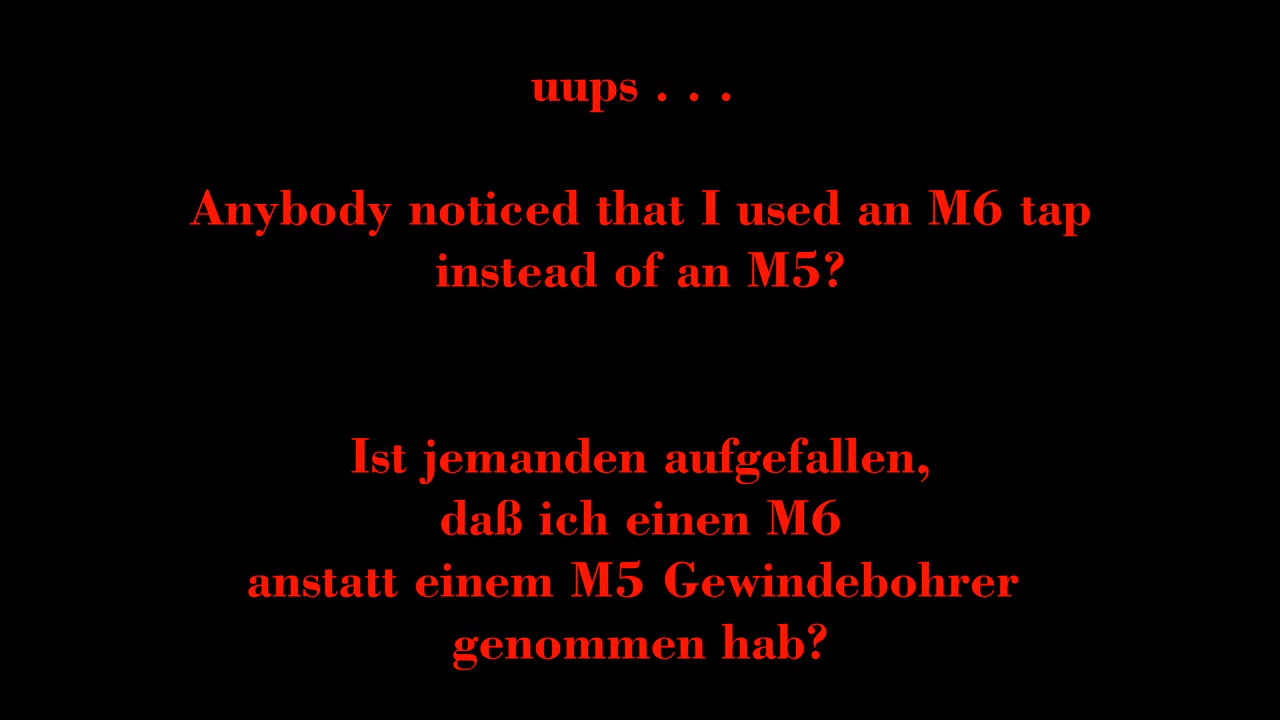 uups . . .
Anybody noticed that I used an M6 tap
instead of an M5?
Ist jemanden aufgefallen,
daß ich einen M6
anstatt einem M5 Gewindebohrer
genommen hab?